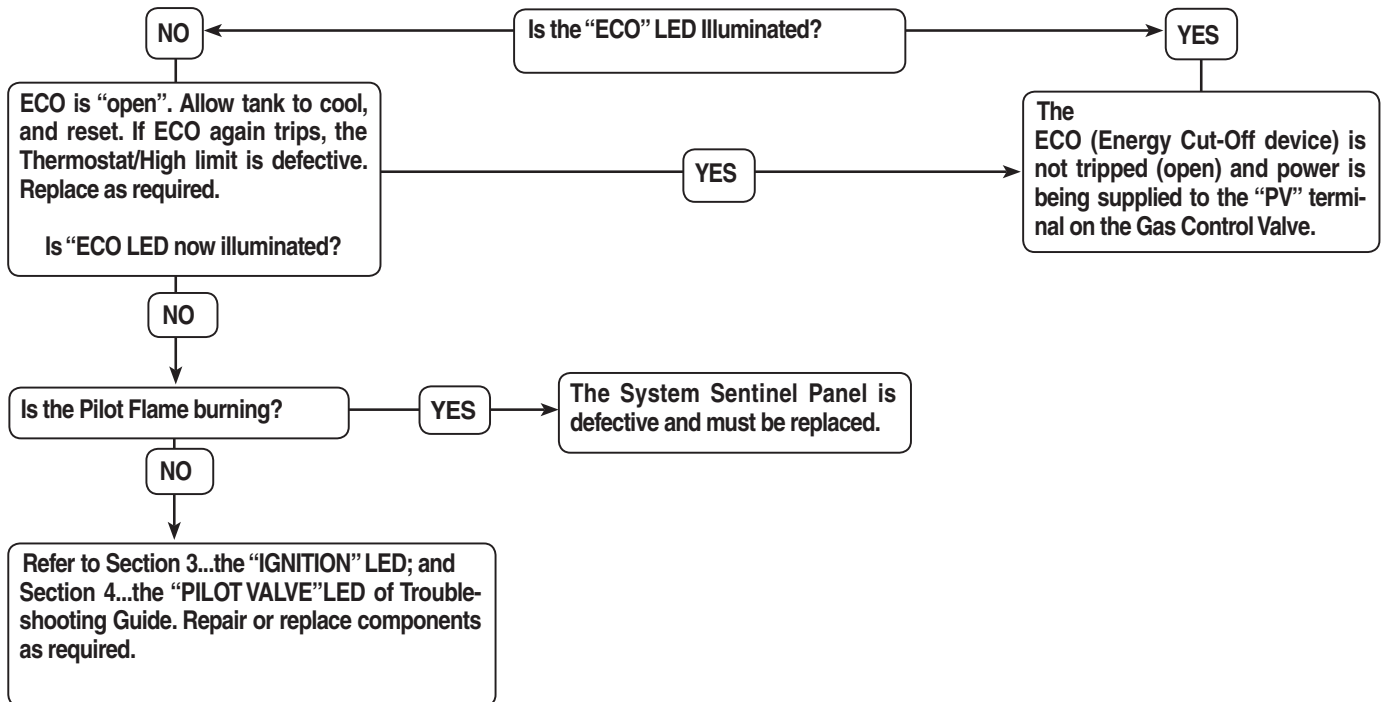 Is the “ECO” LED Illuminated?
NO
YES
ECO is “open”. Allow tank to cool,
and reset. If ECO again trips, the
Thermostat/High limit is defective.
Replace as required.
Is “ECO LED now illuminated?
YES
The
ECO (Energy Cut-Off device) is
not tripped (open) and power is
being supplied to the “PV” termi-
nal on the Gas Control Valve.
NO
Is the Pilot Flame burning?
YES
The System Sentinel Panel is
defective and must be replaced.
NO
Refer to Section 3...the “IGNITION” LED; and
Section 4...the “PILOT VALVE”LED of Trouble-
shooting Guide. Repair or replace components
as required.